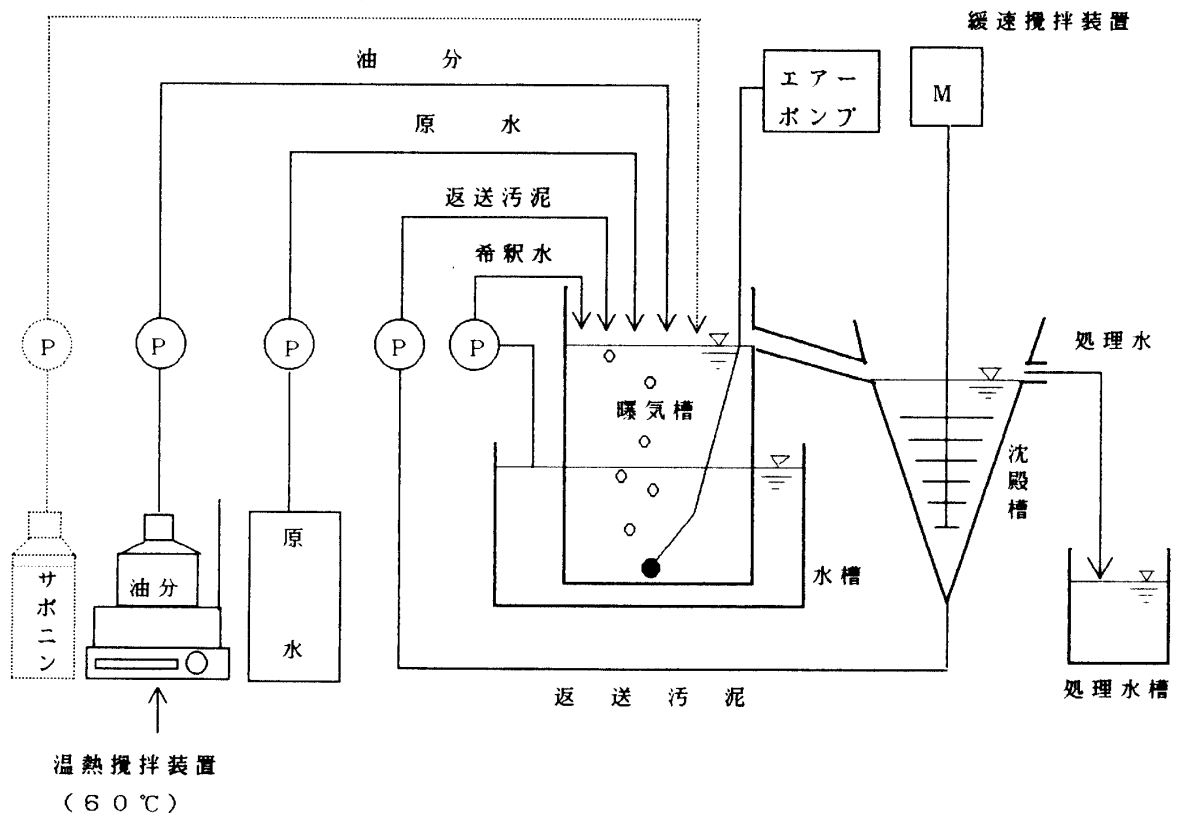 緩速攪拌装置
油分
エアー
ポンプ
M
原水
返送汚泥
希釈水
P
P
P
P
P
処理水
曝気槽
沈殿槽
サポニン
油分
原水
水槽
返送汚泥
処理水槽
温熱攪拌装置
(60℃)